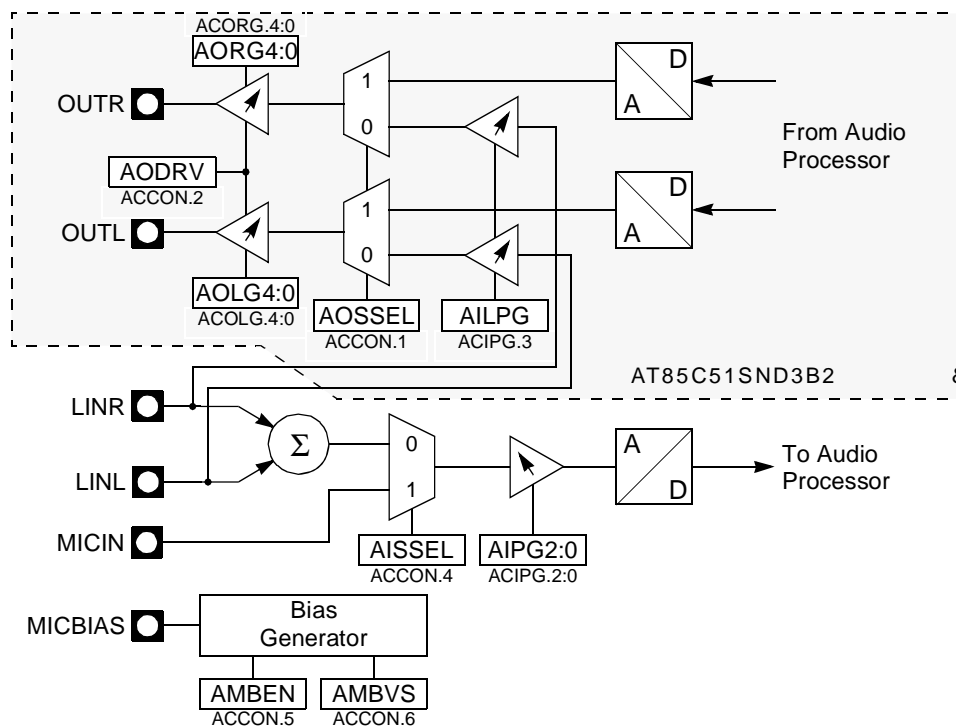 ACORG.4:0
AORG4:0
OUTR
1
0
D
A
From Audio
Processor
AODRV
ACCON.2
OUTL
1
0
D
A
AOLG4:0
ACOLG.4:0
AOSSEL
ACCON.1
AILPG
ACIPG.3
AT85C51SND3B2 &
LINR
LINL
Σ
0
1
A
D
To Audio
Processor
MICIN
AISSEL
ACCON.4
AIPG2:0
ACIPG.2:0
MICBIAS
Bias
Generator
AMBEN
ACCON.5
AMBVS
ACCON.6